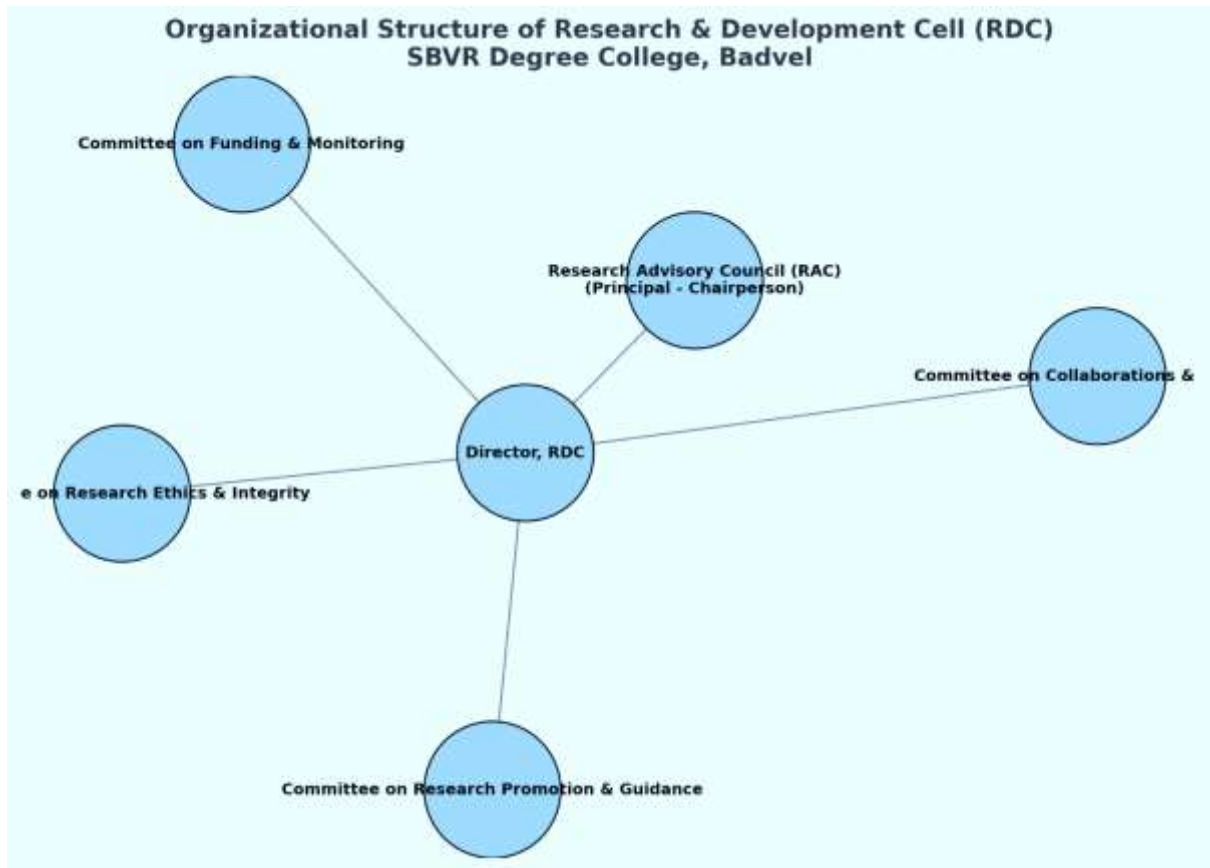 Organizational Structure of Research & Development Cell (RDC)
SBVR Degree College, Badvel
Committee on Funding & Monitoring
Research Advisory Council (RAC)
(Principal - Chairperson)
Committee on Collaborations &
Director, RDC
e on Research Ethics & Integrity
Committee on Research Promotion & Guidance